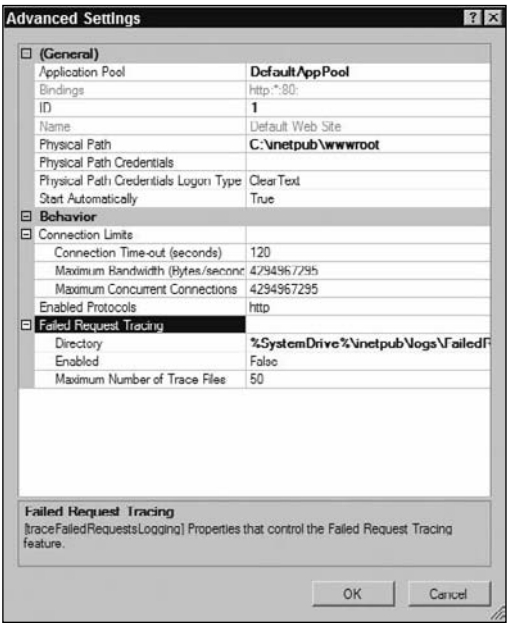 Advanced Settings
(General)
Application Pool DefaultAppPool
Bindings http:*:80:
ID 1
Name Default Web Site
Physical Path C:\inetpub\wwwroot
Physical Path Credentials
Physical Path Credentials Logon Type ClearText
Start Automatically True
Behavior
Connection Limits
Connection Time-out (seconds) 120
Maximum Bandwidth (Bytes/second 4294967295
Maximum Concurrent Connections 4294967295
Enabled Protocols http
Failed Request Tracing
Directory %SystemDrive%\inetpub\logs\FailedR
Enabled False
Maximum Number of Trace Files 50
Failed Request Tracing
[traceFailedRequestsLogging] Properties that control the Failed Request Tracing
feature.
OK Cancel